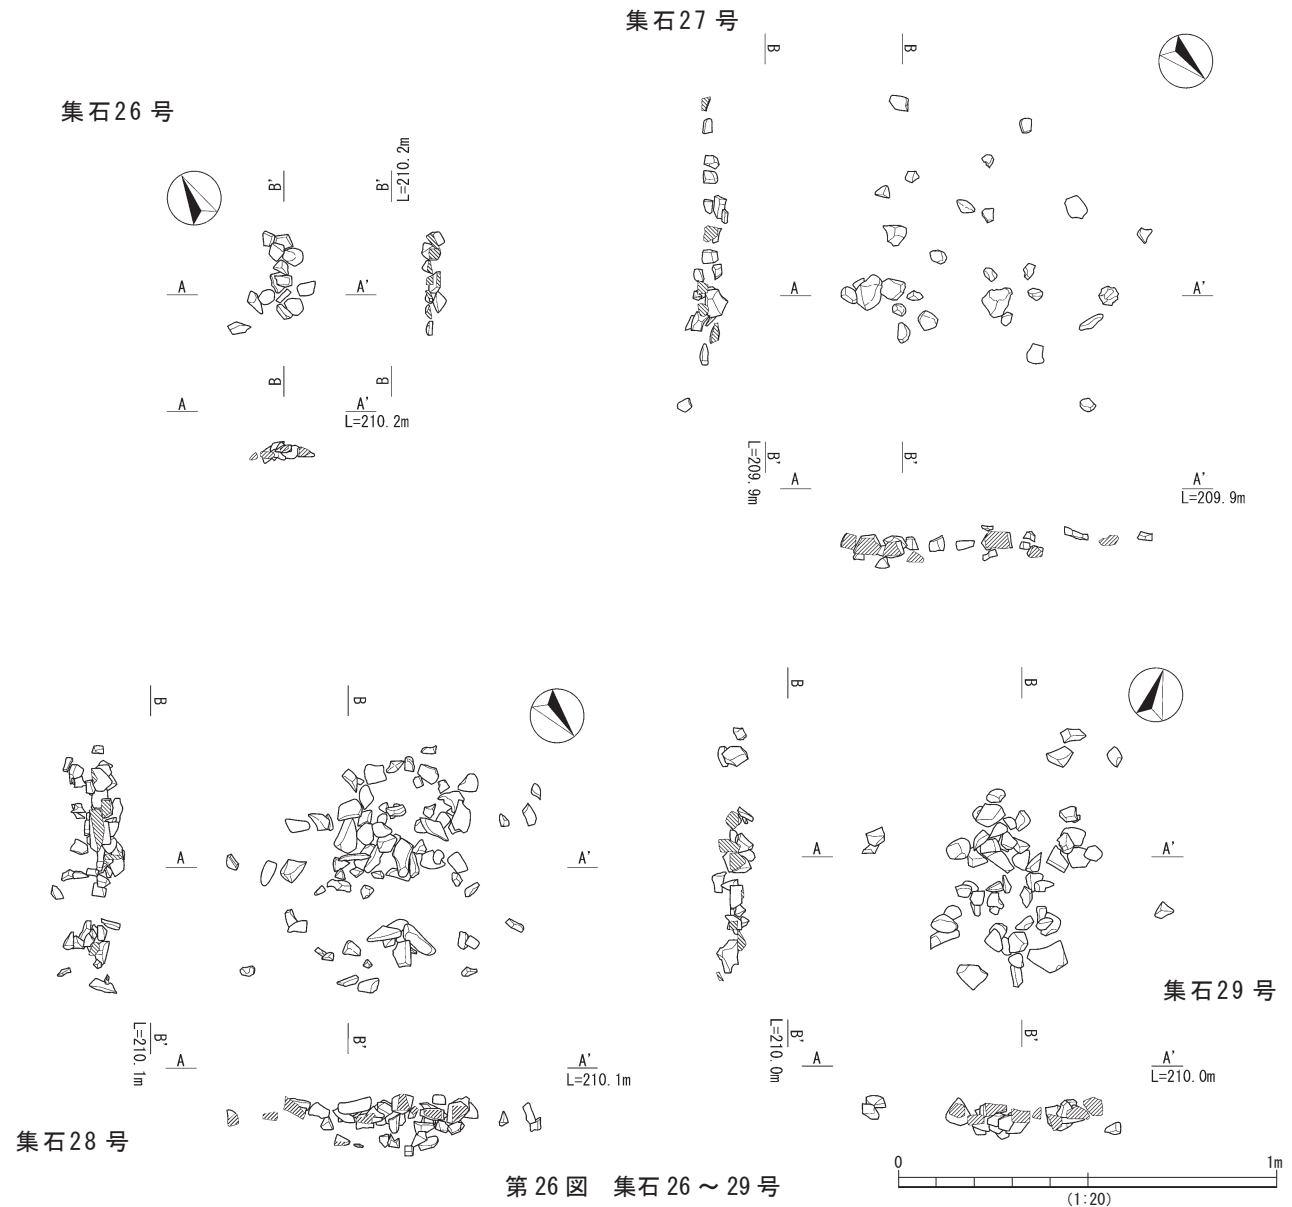 集石27号
B
B
集石26号
L=210.2m
B'
B'
A
A'
B
B
A
A'
L=210.2m
A
A'
B'
B'
L=209.9m
A
A'
L=209.9m
B
B
B
B
A
A'
A
A'
集石29号
B'
B'
L=210.1m
A
A'
L=210.1m
B'
B'
L=210.0m
A
A'
L=210.0m
集石28号
第26図 集石26～29号
0
1m
(1:20)